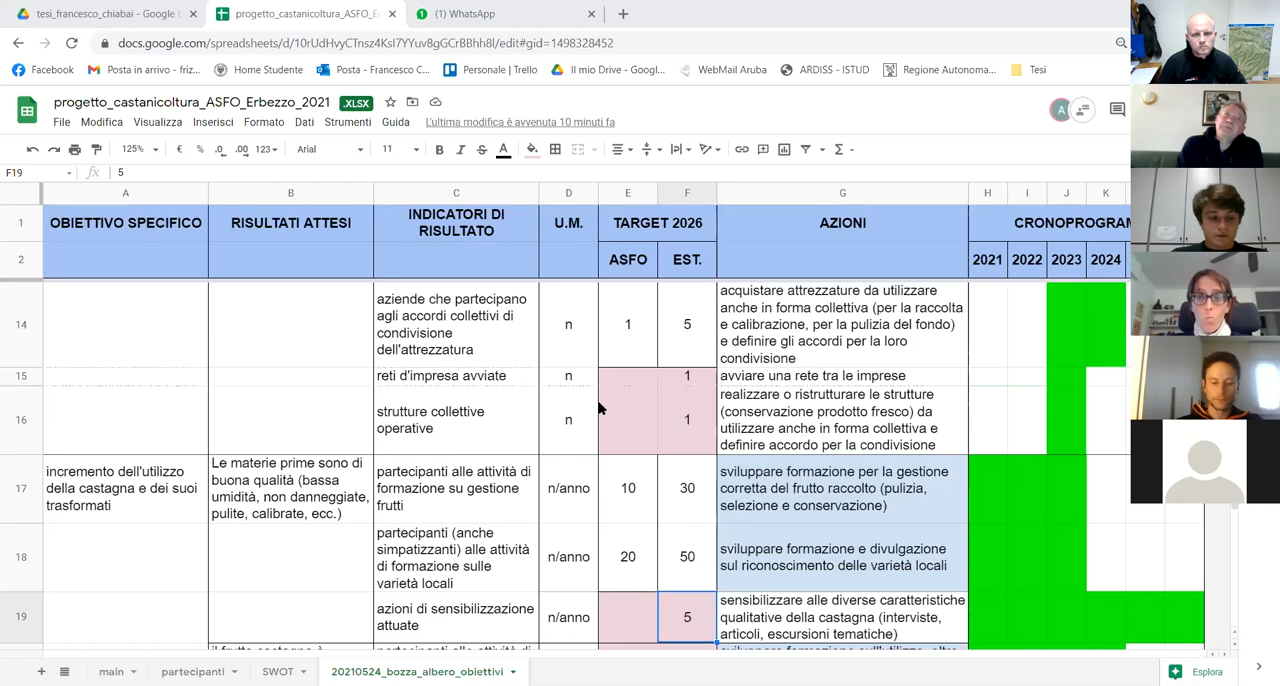 tesi_francesco_chiabai - Google
progetto_castanicoltura_ASFO_Er
(1) WhatsApp
docs.google.com/spreadsheets/d/10rUdHvyCTnsz4KsI7YYuv8gGCrBBhh8l/edit#gid=1498328452
Facebook
Posta in arrivo - friz...
Home Studente
Posta - Francesco C...
Personale | Trello
Il mio Drive - Googl...
WebMail Aruba
ARDISS - ISTUD
Regione Autonoma...
Tesi
progetto_castanicoltura_ASFO_Erbezzo_2021 .XLSX
File Modifica Visualizza Inserisci Formato Dati Strumenti Guida L'ultima modifica è avvenuta 10 minuti fa
A
125% € % .0 .00 123 Arial 11 B I S A
F19 fx 5
A B C D E F G H I J K
1 OBIETTIVO SPECIFICO RISULTATI ATTESI INDICATORI DI RISULTATO U.M. TARGET 2026 AZIONI CRONOPROGRAM
2 ASFO EST. 2021 2022 2023 2024
14
aziende che partecipano
agli accordi collettivi di
condivisione
dell'attrezzatura
n 1 5
acquistare attrezzature da utilizzare
anche in forma collettiva (per la raccolta
e calibrazione, per la pulizia del fondo)
e definire gli accordi per la loro
condivisione
15 reti d'impresa avviate n 1 avviare una rete tra le imprese
16
strutture collettive
operative
n 1
realizzare o ristrutturare le strutture
(conservazione prodotto fresco) da
utilizzare anche in forma collettiva e
definire accordo per la condivisione
17
incremento dell'utilizzo
della castagna e dei suoi
trasformati
Le materie prime sono di
buona qualità (bassa
umidità, non danneggiate,
pulite, calibrate, ecc.)
partecipanti alle attività di
formazione su gestione
frutti
n/anno 10 30
sviluppare formazione per la gestione
corretta del frutto raccolto (pulizia,
selezione e conservazione)
18
partecipanti (anche
simpatizzanti) alle attività
di formazione sulle
varietà locali
n/anno 20 50
sviluppare formazione e divulgazione
sul riconoscimento delle varietà locali
19
azioni di sensibilizzazione
attuate
n/anno 5
sensibilizzare alle diverse caratteristiche
qualitative della castagna (interviste,
articoli, escursioni tematiche)
main partecipanti SWOT 20210524_bozza_albero_obiettivi Esplora